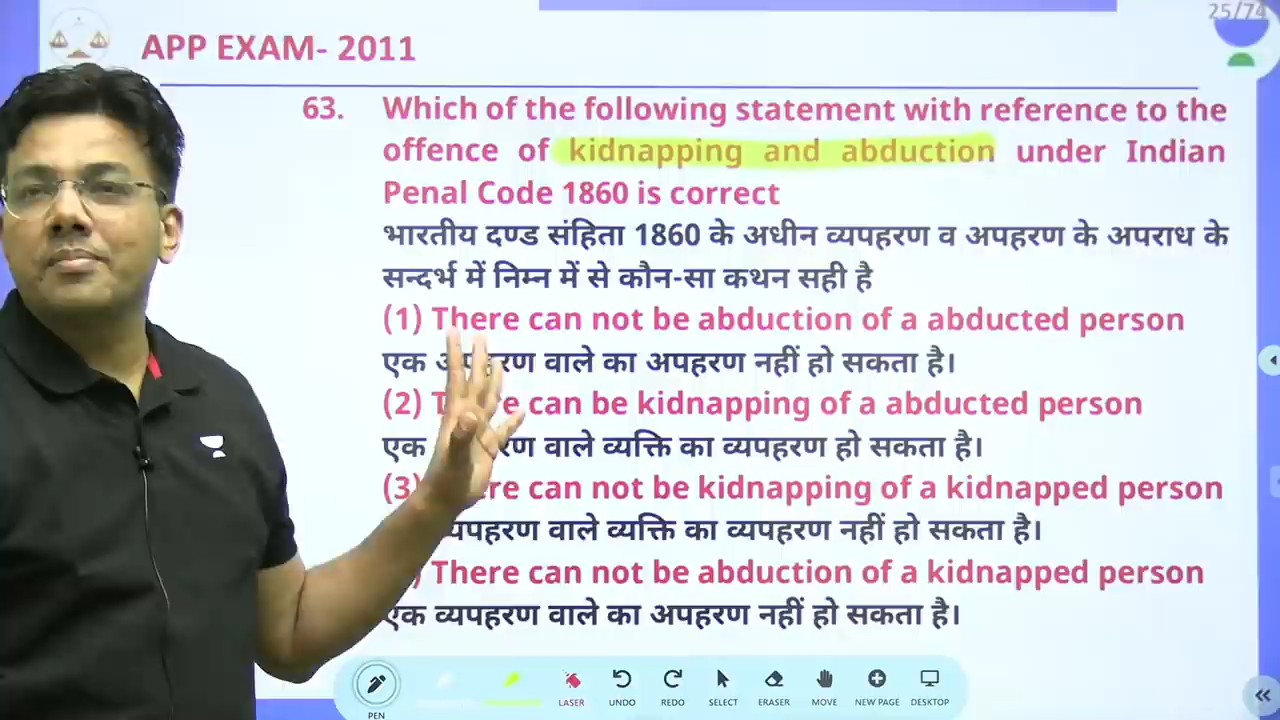 25/74
APP EXAM- 2011
63. Which of the following statement with reference to the
offence of kidnapping and abduction under Indian
Penal Code 1860 is correct
भारतीय दण्ड संहिता 1860 के अधीन व्यपहरण व अपहरण के अपराध के
सन्दर्भ में निम्न में से कौन-सा कथन सही है
(1) There can not be abduction of a abducted person
एक अपहरण वाले का अपहरण नहीं हो सकता है।
(2) There can be kidnapping of a abducted person
एक वाले व्यक्ति का व्यपहरण हो सकता है।
(3) There can not be kidnapping of a kidnapped person
व्यपहरण वाले व्यक्ति का व्यपहरण नहीं हो सकता है।
There can not be abduction of a kidnapped person
एक व्यपहरण वाले का अपहरण नहीं हो सकता है।
PEN LASER UNDO REDO SELECT ERASER MOVE NEW PAGE DESKTOP